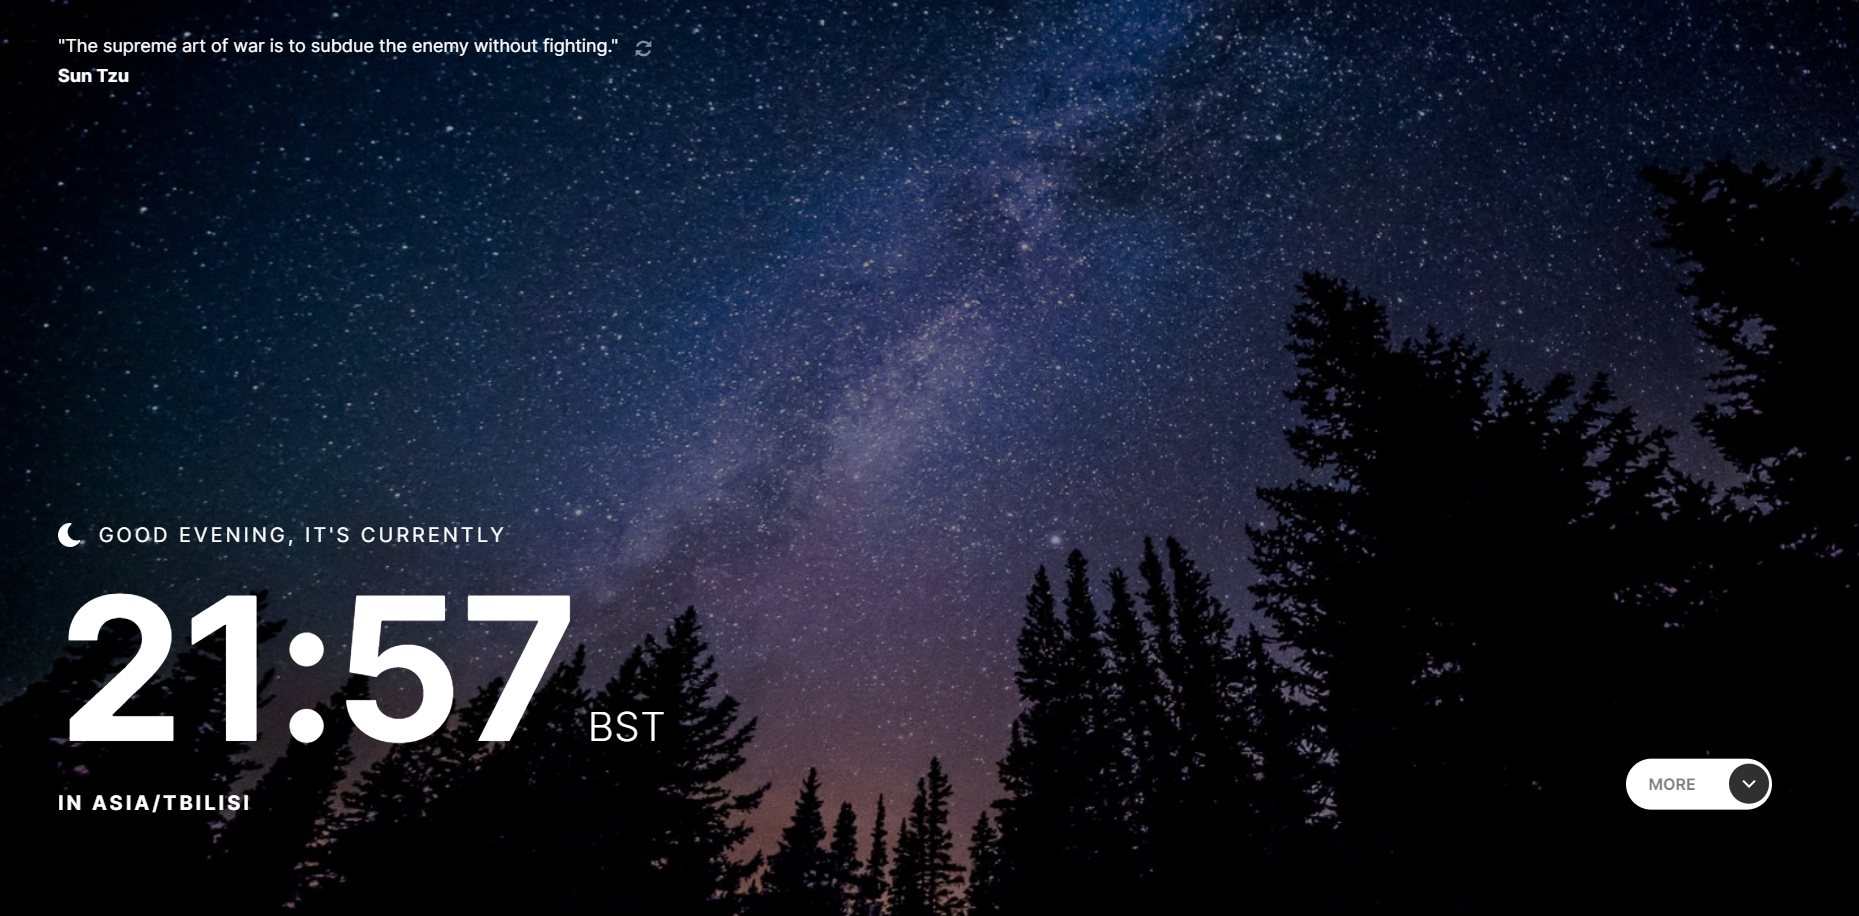 "The supreme art of war is to subdue the enemy without fighting."
Sun Tzu
GOOD EVENING, IT'S CURRENTLY
21:57 BST
IN ASIA/TBILISI
MORE